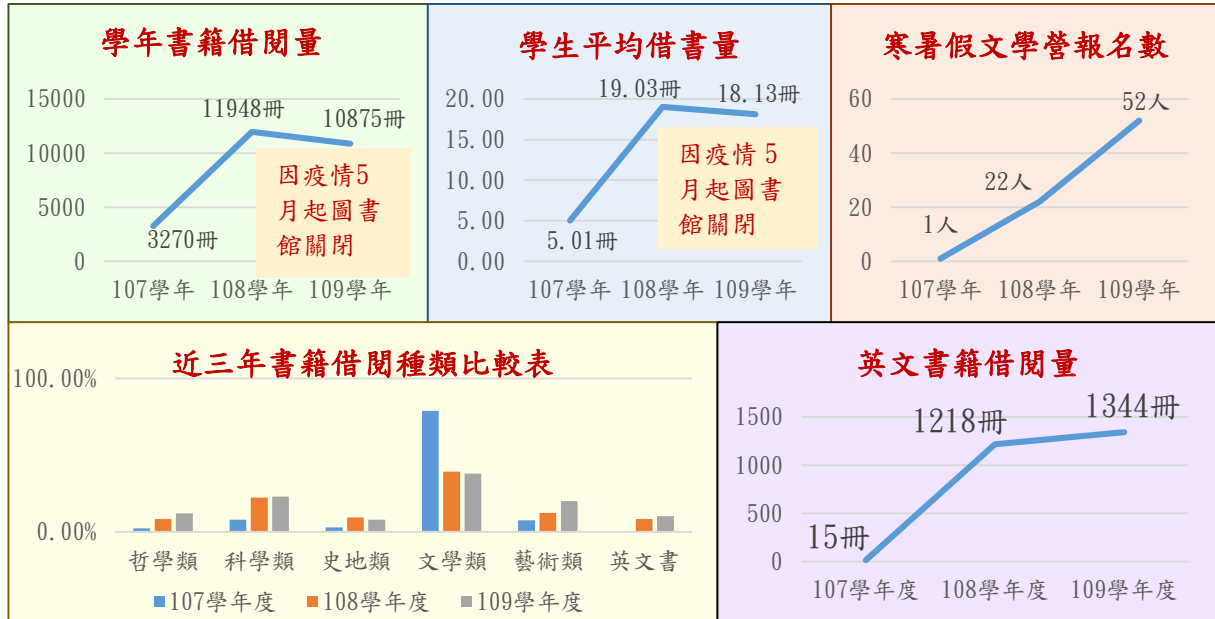 學年書籍借閱量
15000
10000
5000
0
11948冊
10875冊
3270冊
因疫情5
月起圖書
館關閉
107學年 108學年 109學年
學生平均借書量
20.00
15.00
10.00
5.00
0.00
19.03冊
18.13冊
5.01冊
因疫情5
月起圖書
館關閉
107學年 108學年 109學年
寒暑假文學營報名數
60
40
20
0
52人
22人
1人
107學年 108學年 109學年
近三年書籍借閱種類比較表
100.00%
0.00%
哲學類 科學類 史地類 文學類 藝術類 英文書
107學年度 108學年度 109學年度
英文書籍借閱量
1500
1000
500
0
1218冊
1344冊
15冊
107學年度 108學年度 109學年度